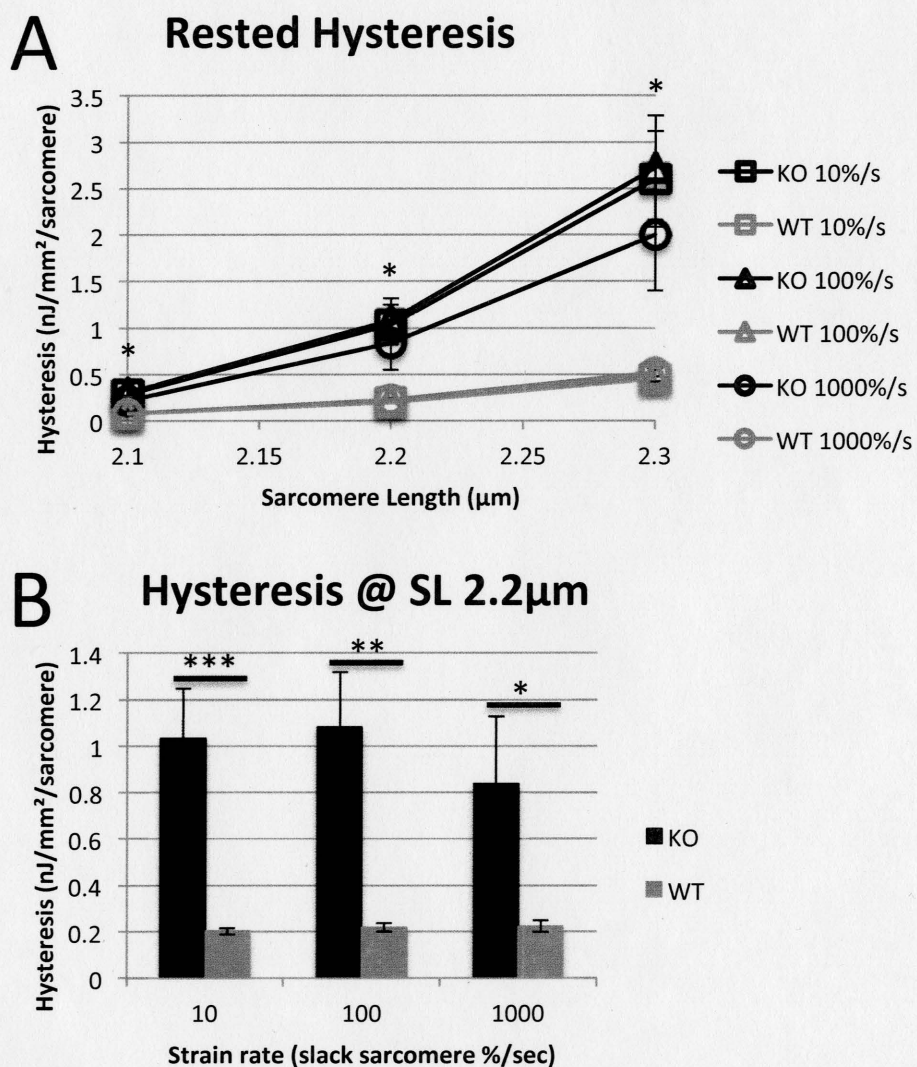 A
Rested Hysteresis
Hysteresis (nJ/mm²/sarcomere)
3.5
3
2.5
2
1.5
1
0.5
0
*
*
*
2.1
2.15
2.2
2.25
2.3
Sarcomere Length (µm)
KO 10%/s
WT 10%/s
KO 100%/s
WT 100%/s
KO 1000%/s
WT 1000%/s
B
Hysteresis @ SL 2.2µm
Hysteresis (nJ/mm²/sarcomere)
1.4
1.2
1
0.8
0.6
0.4
0.2
0
***
**
*
10
100
1000
Strain rate (slack sarcomere %/sec)
KO
WT